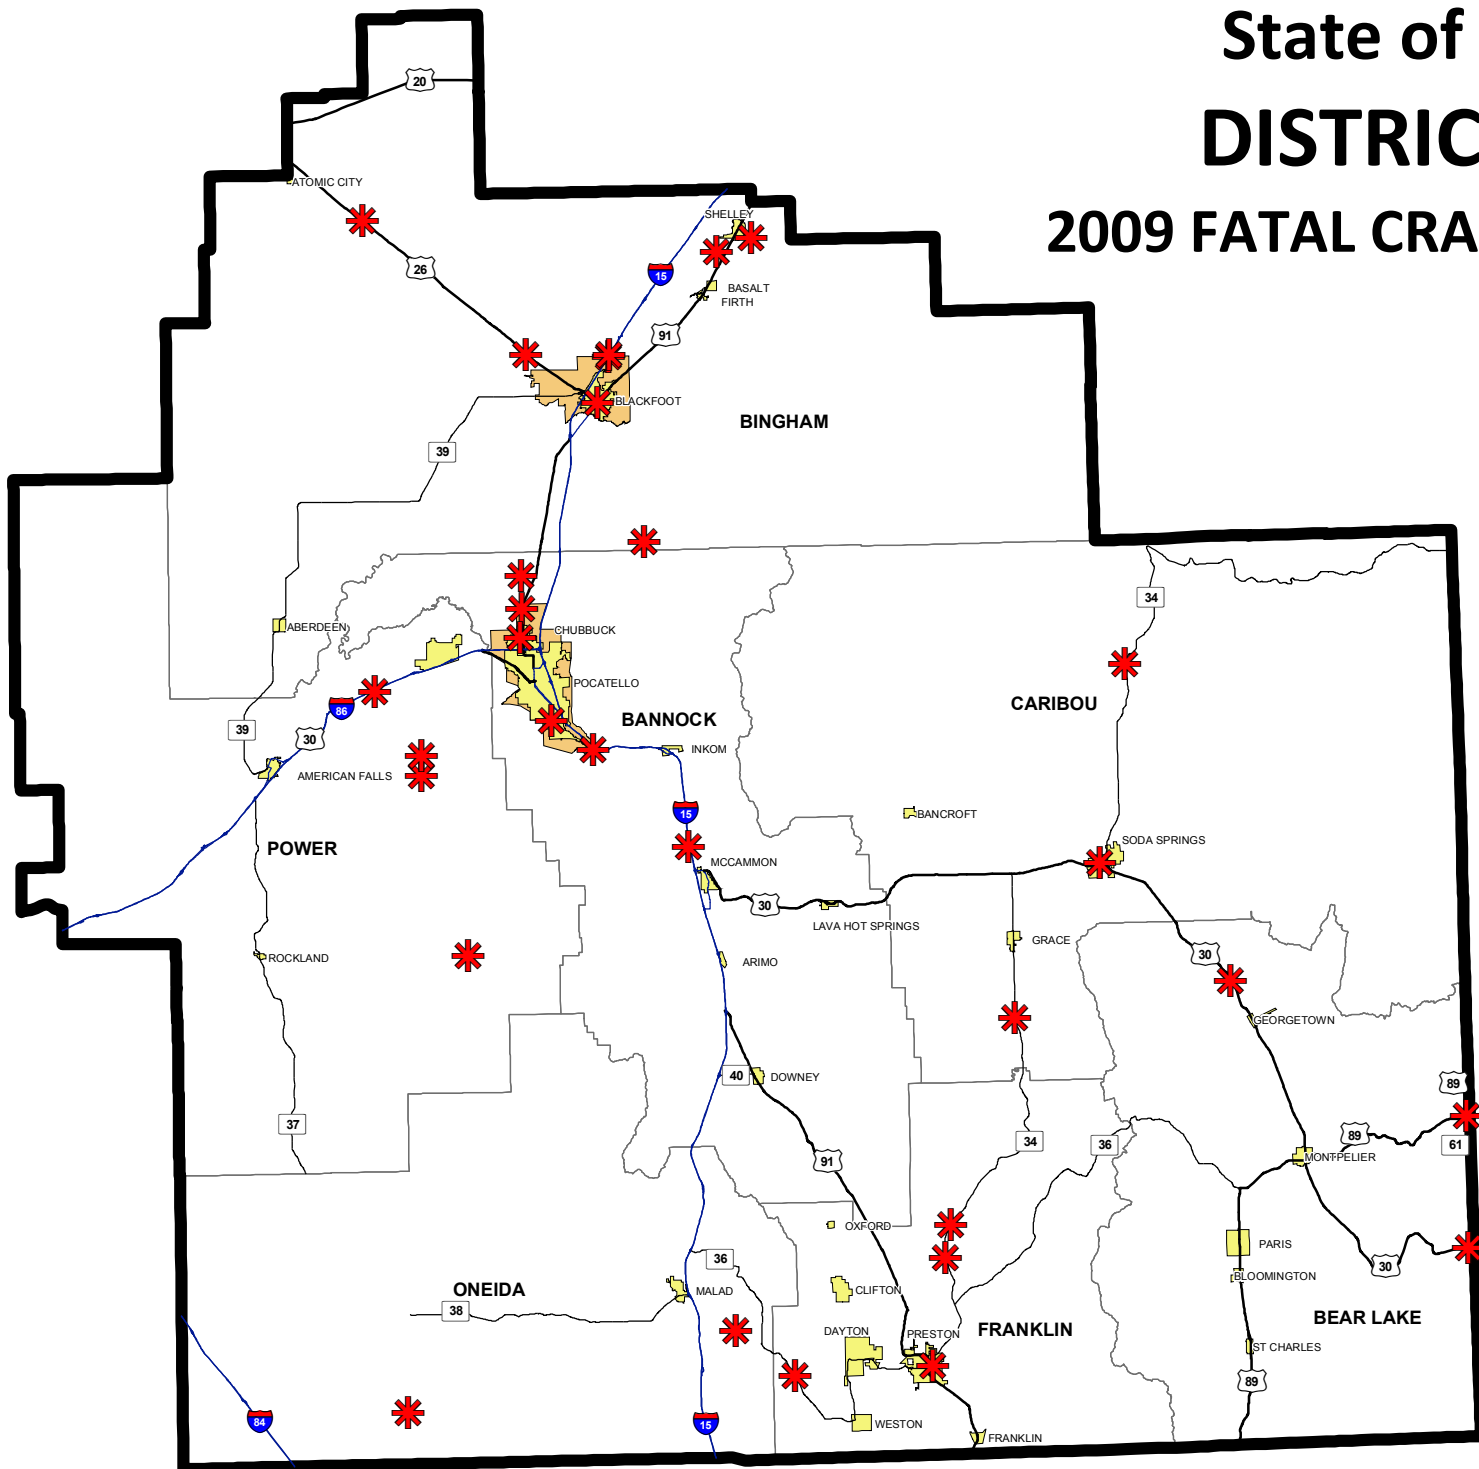 State of
DISTRIC
2009 FATAL CRA
20
ATOMIC CITY
SHELLEY
26
15
BASALT
FIRTH
91
BLACKFOOT
BINGHAM
39
34
ABERDEEN
CHUBBUCK
POCATELLO
CARIBOU
86
39
30
BANNOCK
INKOM
AMERICAN FALLS
15
BANCROFT
SODA SPRINGS
POWER
MCCAMMON
30
LAVA HOT SPRINGS
GRACE
30
ROCKLAND
ARIMO
GEORGETOWN
40
DOWNEY
89
37
34
36
89
61
91
MONTPELIER
OXFORD
36
PARIS
30
BLOOMINGTON
ONEIDA
MALAD
CLIFTON
38
BEAR LAKE
DAYTON
PRESTON
FRANKLIN
ST CHARLES
89
84
15
WESTON
FRANKLIN